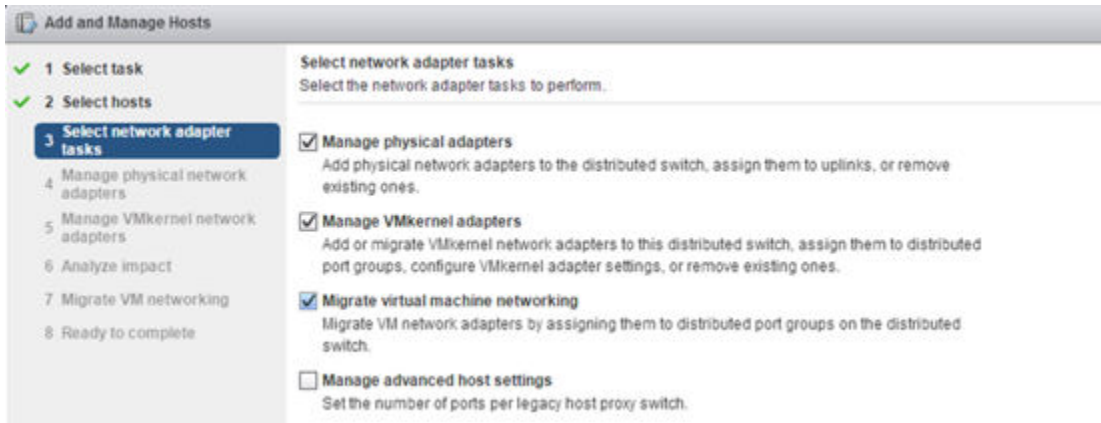 Add and Manage Hosts
1 Select task
2 Select hosts
3 Select network adapter
tasks
4 Manage physical network
adapters
5 Manage VMkernel network
adapters
6 Analyze impact
7 Migrate VM networking
8 Ready to complete
Select network adapter tasks
Select the network adapter tasks to perform.
Manage physical adapters
Add physical network adapters to the distributed switch, assign them to uplinks, or remove
existing ones.
Manage VMkernel adapters
Add or migrate VMkernel network adapters to this distributed switch, assign them to distributed
port groups, configure VMkernel adapter settings, or remove existing ones.
Migrate virtual machine networking
Migrate VM network adapters by assigning them to distributed port groups on the distributed
switch.
Manage advanced host settings
Set the number of ports per legacy host proxy switch.